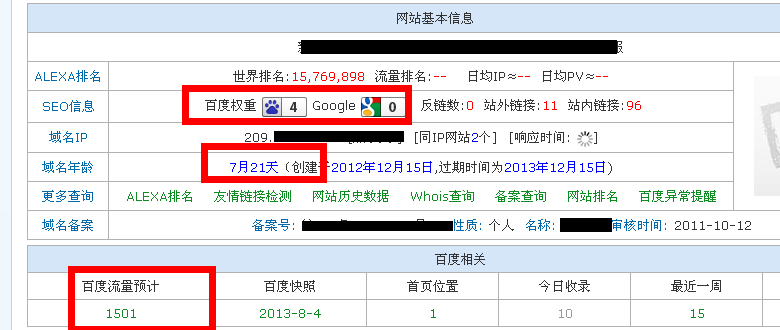 网站基本信息
ALEXA排名 世界排名:15,769,898 流量排名:-- 日均IP≈-- 日均PV≈--
SEO信息 百度权重 4 Google 0 反链数:0 站外链接:11 站内链接:96
域名IP 209. [同IP网站2个] [响应时间:
域名年龄 7月21天（创建于2012年12月15日,过期时间为2013年12月15日）
更多查询 ALEXA排名 友情链接检测 网站历史数据 Whois查询 备案查询 网站排名 百度异常提醒
域名备案 备案号: 性质: 个人 名称: 审核时间: 2011-10-12
百度相关
百度流量预计 百度快照 首页位置 今日收录 最近一周
1501 2013-8-4 1 10 15